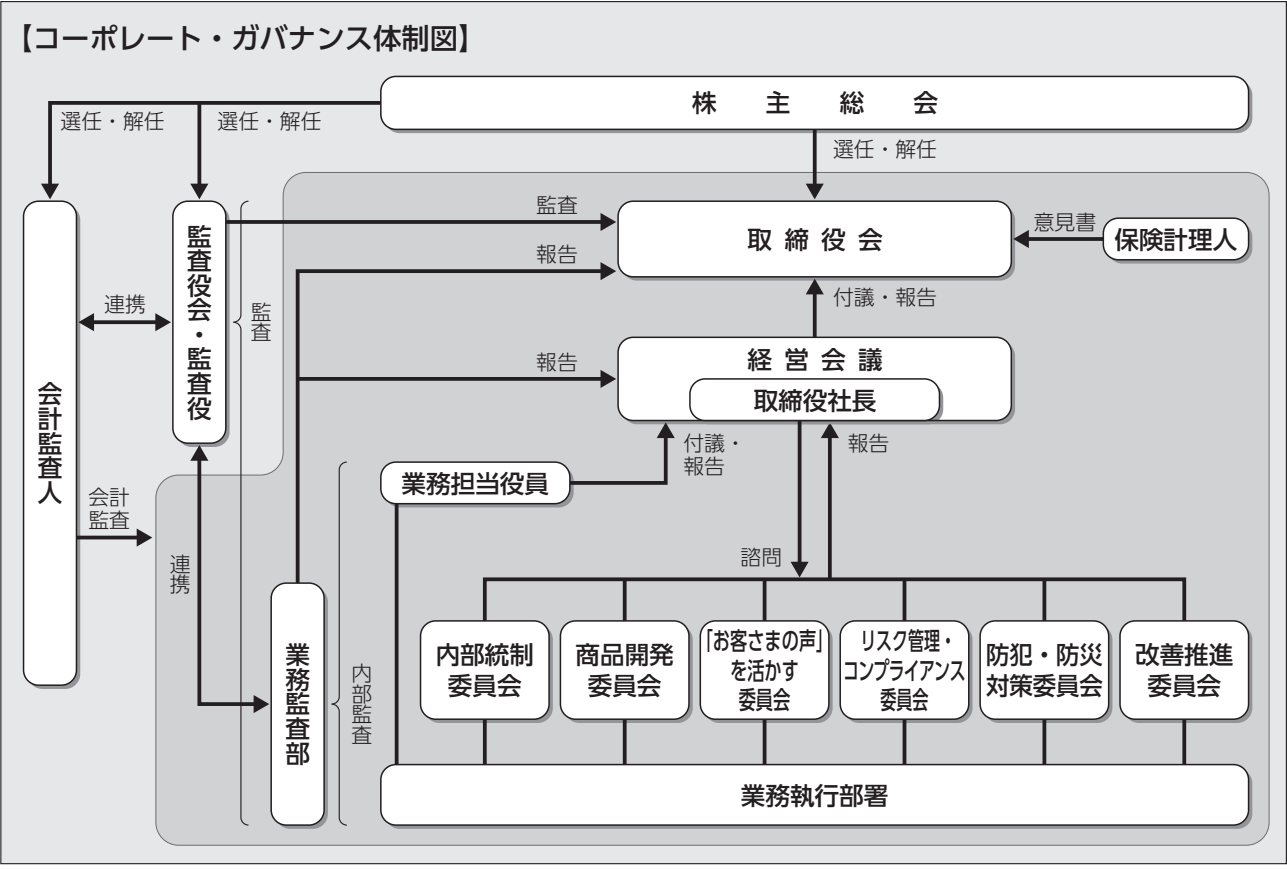 【コーポレート・ガバナンス体制図】
株主総会
選任・解任
選任・解任
選任・解任
監査役会・監査役
監査
監査
取締役会
意見書
保険計理人
報告
付議・報告
連携
報告
経営会議
取締役社長
会計監査人
付議・
報告
報告
業務担当役員
会計
監査
連携
諮問
業務監査部
内部監査
内部統制
委員会
商品開発
委員会
「お客さまの声」
を活かす
委員会
リスク管理・
コンプライアンス
委員会
防犯・防災
対策委員会
改善推進
委員会
業務執行部署